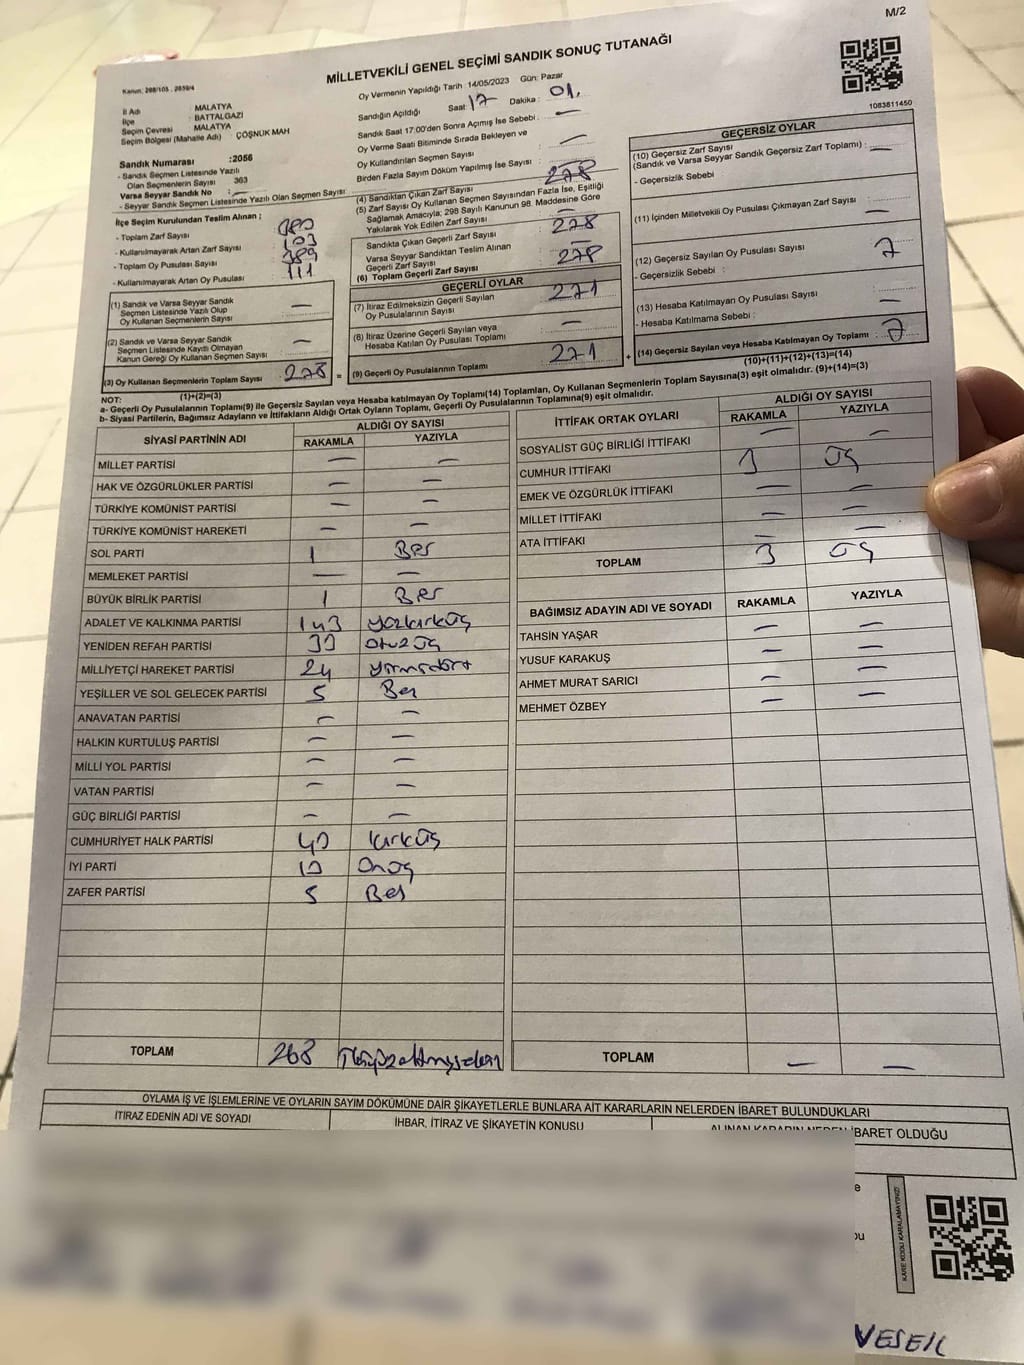 M/2
MİLLETVEKİLİ GENEL SEÇİMİ SANDIK SONUÇ TUTANAĞI
Oy Vermenin Yapıldığı Tarih : 14/05/2023 Gün: Pazar
İl Adı : MALATYA
İlçe : BATTALGAZİ
Seçim Çevresi : MALATYA
Seçim Bölgesi (Mahalle Adı) : ÇÖŞNUK MAH
Sandık Numarası :2056
- Sandık Seçmen Listesinde Yazılı
Olan Seçmenlerin Sayısı 363
Varsa Seyyar Sandık No : —
- Seyyar Sandık Seçmen Listesinde Yazılı Olan Seçmen Sayısı:
İlçe Seçim Kurulundan Teslim Alınan :
- Toplam Zarf Sayısı :
- Kullanılmayarak Artan Zarf Sayısı : 103
- Toplam Oy Pusulası Sayısı : 389
- Kullanılmayarak Artan Oy Pusulası : 111
(1) Sandık ve Varsa Seyyar Sandık
Seçmen Listesinde Yazılı Olup
Oy Kullanan Seçmenlerin Sayısı : —
(2) Sandık ve Varsa Seyyar Sandık
Seçmen Listesinde Kayıtlı Olmayan
Kanun Gereği Oy Kullanan Seçmen Sayısı : —
(3) Oy Kullanan Seçmenlerin Toplam Sayısı : 278 =
(1)+(2)=(3)
Sandığın Açıldığı Saat :17 Dakika : 01.
Sandık Saat 17:00'den Sonra Açımış İse Sebebi : —
Oy Verme Saati Bitiminde Sırada Bekleyen ve
Oy Kullandırılan Seçmen Sayısı : —
Birden Fazla Sayım Döküm Yapılmış İse Sayısı : —
(4) Sandıktan Çıkan Zarf Sayısı : 278
(5) Zarf Sayısı Oy Kullanan Seçmen Sayısından Fazla İse, Eşitliği
Sağlamak Amacıyla; 298 Sayılı Kanunun 98. Maddesine Göre
Yakılarak Yok Edilen Zarf Sayısı : —
Sandıkta Çıkan Geçerli Zarf Sayısı : 278
Varsa Seyyar Sandıktan Teslim Alınan
Geçerli Zarf Sayısı : —
(6) Toplam Geçerli Zarf Sayısı : 278
GEÇERLİ OYLAR
(7) İtiraz Edilmeksizin Geçerli Sayılan
Oy Pusulalarının Sayısı : 271
(8) İtiraz Üzerine Geçerli Sayılan veya
Hesaba Katılan Oy Pusulası Toplamı : —
(9) Geçerli Oy Pusulalarının Toplamı : 271 +
1083811450
GEÇERSİZ OYLAR
(10) Geçersiz Zarf Sayısı
(Sandık ve Varsa Seyyar Sandık Geçersiz Zarf Toplamı) : —
- Geçersizlik Sebebi :
(11) İçinden Milletvekili Oy Pusulası Çıkmayan Zarf Sayısı : —
(12) Geçersiz Sayılan Oy Pusulası Sayısı : 7
- Geçersizlik Sebebi :
(13) Hesaba Katılmayan Oy Pusulası Sayısı : —
- Hesaba Katılmama Sebebi :
(14) Geçersiz Sayılan veya Hesaba Katılmayan Oy Toplamı : 7
(10)+(11)+(12)+(13)=(14)
NOT:
a- Geçerli Oy Pusulalarının Toplamı(9) ile Geçersiz Sayılan veya Hesaba katılmayan Oy Toplamı(14) Toplamları, Oy Kullanan Seçmenlerin Toplam Sayısına(3) eşit olmalıdır. (9)+(14)=(3)
b- Siyasi Partilerin, Bağımsız Adayların ve İttifakların Aldığı Ortak Oyların Toplamı, Geçerli Oy Pusulalarının Toplamına(9) eşit olmalıdır.
SİYASİ PARTİNİN ADI ALDIĞI OY SAYISI
RAKAMLA YAZIYLA
MİLLET PARTİSİ — —
HAK VE ÖZGÜRLÜKLER PARTİSİ — —
TÜRKİYE KOMÜNİST PARTİSİ — —
TÜRKİYE KOMÜNİST HAREKETİ — —
SOL PARTİ 1 Bir
MEMLEKET PARTİSİ — —
BÜYÜK BİRLİK PARTİSİ 1 Bir
ADALET VE KALKINMA PARTİSİ 143 yüzkırküç
YENİDEN REFAH PARTİSİ 33 otuzüç
MİLLİYETÇİ HAREKET PARTİSİ 24 yirmidört
YEŞİLLER VE SOL GELECEK PARTİSİ 5 Beş
ANAVATAN PARTİSİ — —
HALKIN KURTULUŞ PARTİSİ — —
MİLLİ YOL PARTİSİ — —
VATAN PARTİSİ — —
GÜÇ BİRLİĞİ PARTİSİ — —
CUMHURİYET HALK PARTİSİ 43 kırküç
İYİ PARTİ 13 Onüç
ZAFER PARTİSİ 5 Beş
TOPLAM 268 ikiyüzaltmışsekiz
İTTİFAK ORTAK OYLARI ALDIĞI OY SAYISI
RAKAMLA YAZIYLA
SOSYALİST GÜÇ BİRLİĞİ İTTİFAKI — —
CUMHUR İTTİFAKI 3 üç
EMEK VE ÖZGÜRLÜK İTTİFAKI — —
MİLLET İTTİFAKI — —
ATA İTTİFAKI — —
TOPLAM 3 üç
BAĞIMSIZ ADAYIN ADI VE SOYADI RAKAMLA YAZIYLA
TAHSİN YAŞAR — —
YUSUF KARAKUŞ — —
AHMET MURAT SARICI — —
MEHMET ÖZBEY — —
TOPLAM — —
OYLAMA İŞ VE İŞLEMLERİNE VE OYLARIN SAYIM DÖKÜMÜNE DAİR ŞİKAYETLERLE BUNLARA AİT KARARLARIN NELERDEN İBARET BULUNDUKLARI
İTİRAZ EDENİN ADI VE SOYADI İHBAR, İTİRAZ VE ŞİKAYETİN KONUSU ALINAN KARARIN NEDEN İBARET OLDUĞU
KARE KODU KARALAMAYINIZ!